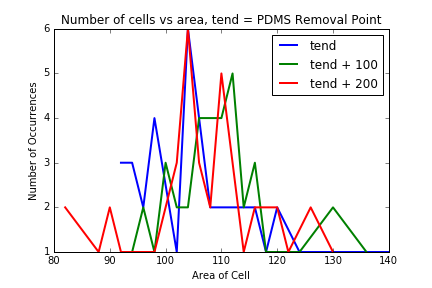 Number of cells vs area, tend = PDMS Removal Point
6
5
4
3
2
1
Number of Occurrences
tend
tend + 100
tend + 200
80 90 100 110 120 130 140
Area of Cell